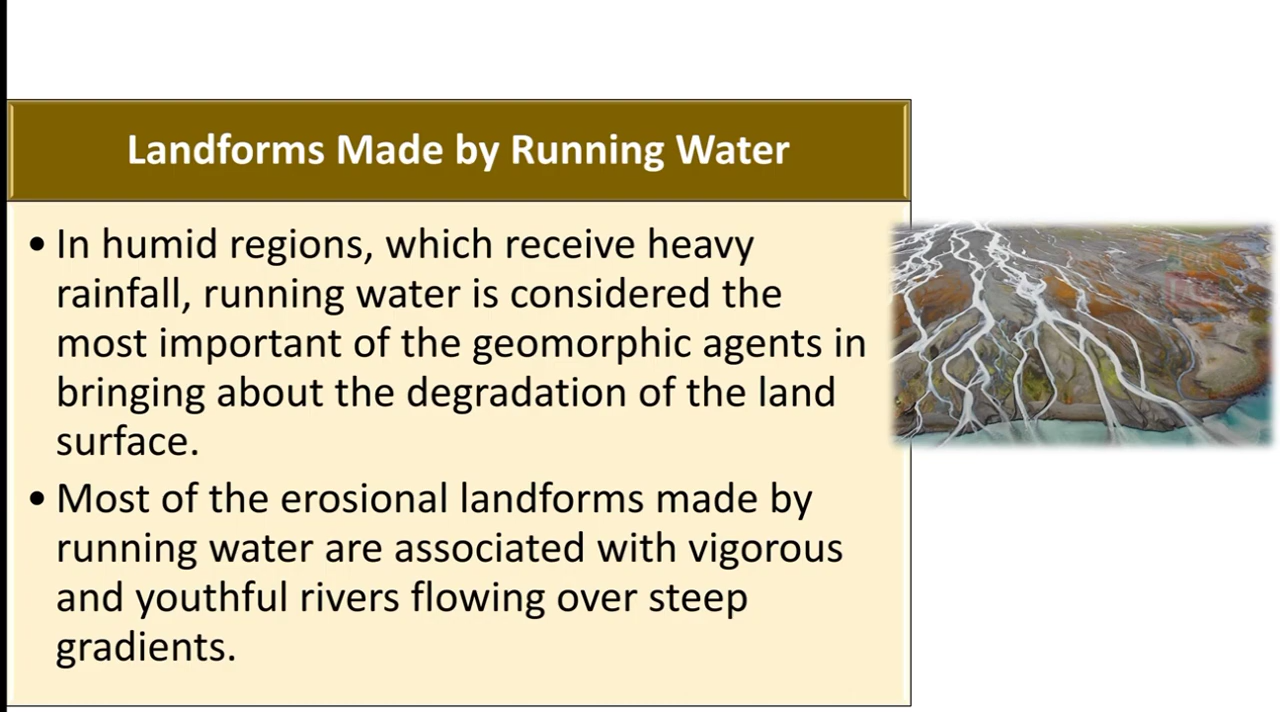 Landforms Made by Running Water
• In humid regions, which receive heavy
rainfall, running water is considered the
most important of the geomorphic agents in
bringing about the degradation of the land
surface.
• Most of the erosional landforms made by
running water are associated with vigorous
and youthful rivers flowing over steep
gradients.